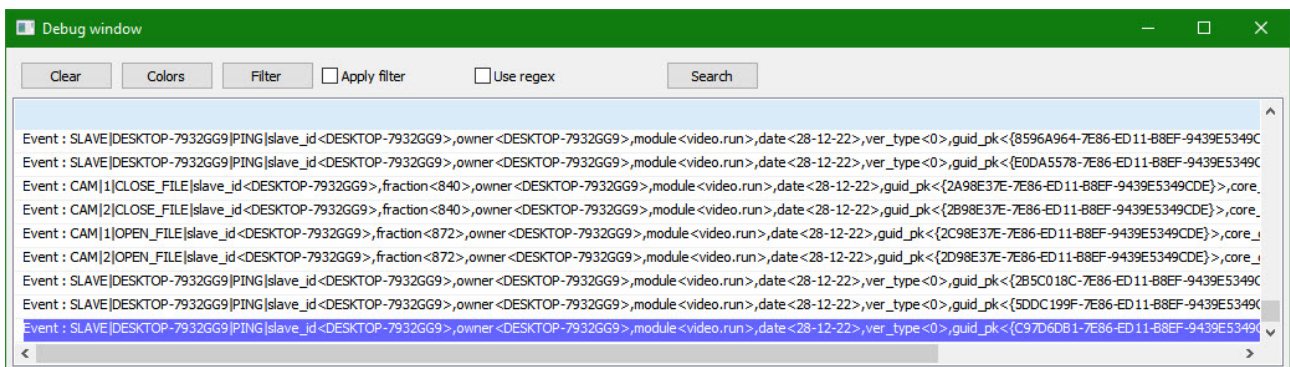 Debug window
Clear Colors Filter Apply filter Use regex Search
Event : SLAVE|DESKTOP-7932GG9|PING|slave_id<DESKTOP-7932GG9>,owner<DESKTOP-7932GG9>,module<video.run>,date<28-12-22>,ver_type<0>,guid_pk<{8596A964-7E86-ED11-B8EF-9439E5349C
Event : SLAVE|DESKTOP-7932GG9|PING|slave_id<DESKTOP-7932GG9>,owner<DESKTOP-7932GG9>,module<video.run>,date<28-12-22>,ver_type<0>,guid_pk<{E0DA5578-7E86-ED11-B8EF-9439E5349C
Event : CAM|1|CLOSE_FILE|slave_id<DESKTOP-7932GG9>,fraction<840>,owner<DESKTOP-7932GG9>,module<video.run>,date<28-12-22>,guid_pk<{2A98E37E-7E86-ED11-B8EF-9439E5349CDE}>,core_
Event : CAM|2|CLOSE_FILE|slave_id<DESKTOP-7932GG9>,fraction<840>,owner<DESKTOP-7932GG9>,module<video.run>,date<28-12-22>,guid_pk<{2B98E37E-7E86-ED11-B8EF-9439E5349CDE}>,core_
Event : CAM|1|OPEN_FILE|slave_id<DESKTOP-7932GG9>,fraction<872>,owner<DESKTOP-7932GG9>,module<video.run>,date<28-12-22>,guid_pk<{2C98E37E-7E86-ED11-B8EF-9439E5349CDE}>,core_
Event : CAM|2|OPEN_FILE|slave_id<DESKTOP-7932GG9>,fraction<872>,owner<DESKTOP-7932GG9>,module<video.run>,date<28-12-22>,guid_pk<{2D98E37E-7E86-ED11-B8EF-9439E5349CDE}>,core_
Event : SLAVE|DESKTOP-7932GG9|PING|slave_id<DESKTOP-7932GG9>,owner<DESKTOP-7932GG9>,module<video.run>,date<28-12-22>,ver_type<0>,guid_pk<{2B5C018C-7E86-ED11-B8EF-9439E5349C
Event : SLAVE|DESKTOP-7932GG9|PING|slave_id<DESKTOP-7932GG9>,owner<DESKTOP-7932GG9>,module<video.run>,date<28-12-22>,ver_type<0>,guid_pk<{5DDC199F-7E86-ED11-B8EF-9439E5349C
Event : SLAVE|DESKTOP-7932GG9|PING|slave_id<DESKTOP-7932GG9>,owner<DESKTOP-7932GG9>,module<video.run>,date<28-12-22>,ver_type<0>,guid_pk<{C97D6DB1-7E86-ED11-B8EF-9439E5349C